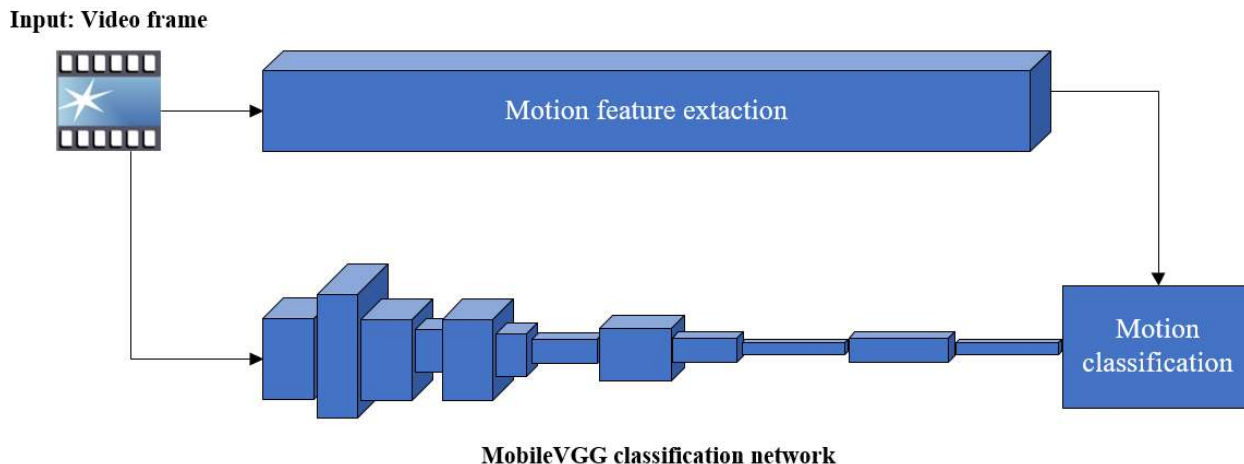 Input: Video frame
Motion feature extaction
Motion
classification
MobileVGG classification network